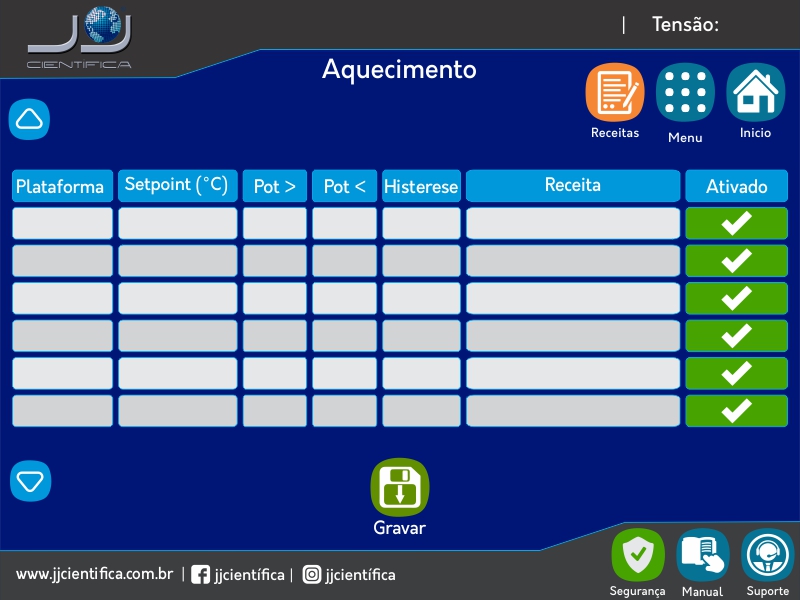 | Tensão:
JJ
CIENTIFICA
Aquecimento
Receitas
Menu
Inicio
Plataforma Setpoint (°C) Pot > Pot < Histerese Receita Ativado
Gravar
www.jjcientifica.com.br | jjcientífica | jjcientífica
Segurança Manual Suporte